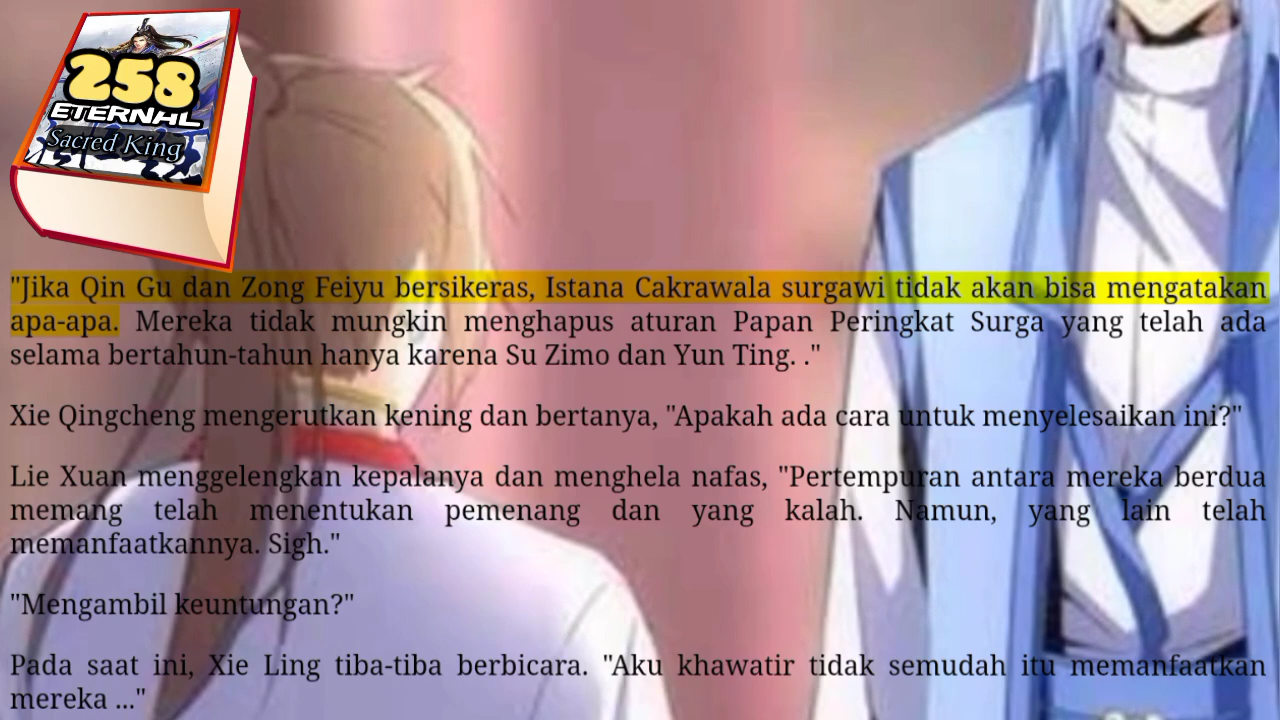 258
ETERNAL
Sacred King
"Jika Qin Gu dan Zong Feiyu bersikeras, Istana Cakrawala surgawi tidak akan bisa mengatakan
apa-apa. Mereka tidak mungkin menghapus aturan Papan Peringkat Surga yang telah ada
selama bertahun-tahun hanya karena Su Zimo dan Yun Ting. ."
Xie Qingcheng mengerutkan kening dan bertanya, "Apakah ada cara untuk menyelesaikan ini?"
Lie Xuan menggelengkan kepalanya dan menghela nafas, "Pertempuran antara mereka berdua
memang telah menentukan pemenang dan yang kalah. Namun, yang lain telah
memanfaatkannya. Sigh."
"Mengambil keuntungan?"
Pada saat ini, Xie Ling tiba-tiba berbicara. "Aku khawatir tidak semudah itu memanfaatkan
mereka ..."